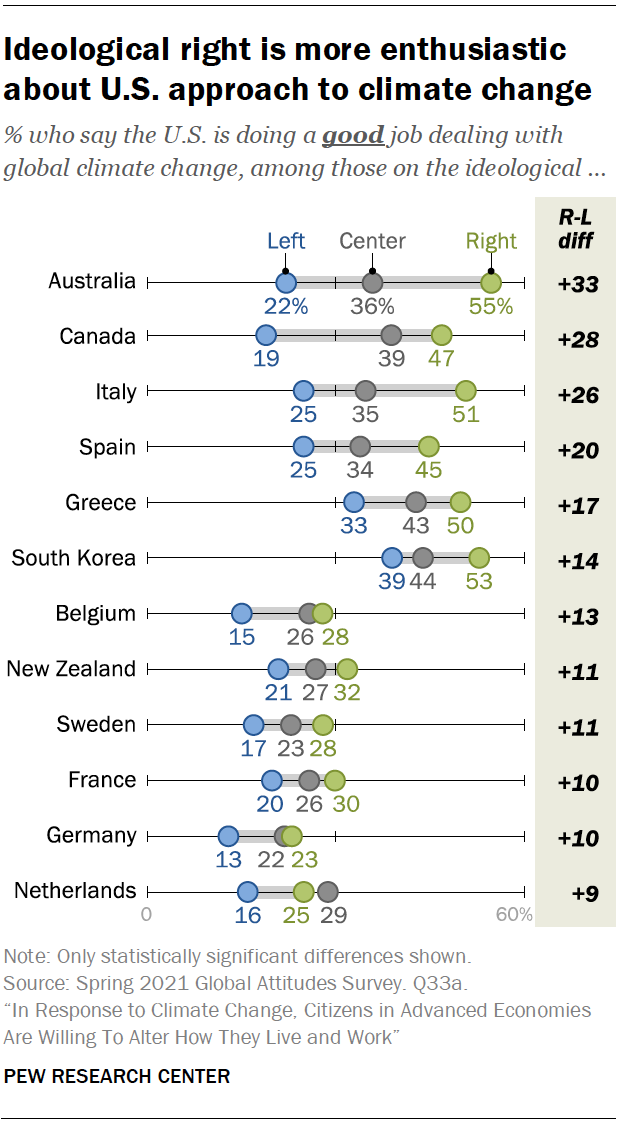 Ideological right is more enthusiastic
about U.S. approach to climate change
% who say the U.S. is doing a good job dealing with
global climate change, among those on the ideological ...
R-L
diff
Left Center Right
Australia 22% 36% 55% +33
Canada 19 39 47 +28
Italy 25 35 51 +26
Spain 25 34 45 +20
Greece 33 43 50 +17
South Korea 39 44 53 +14
Belgium 15 26 28 +13
New Zealand 21 27 32 +11
Sweden 17 23 28 +11
France 20 26 30 +10
Germany 13 22 23 +10
Netherlands 16 25 29 +9
0 60%
Note: Only statistically significant differences shown.
Source: Spring 2021 Global Attitudes Survey. Q33a.
“In Response to Climate Change, Citizens in Advanced Economies
Are Willing To Alter How They Live and Work”
PEW RESEARCH CENTER